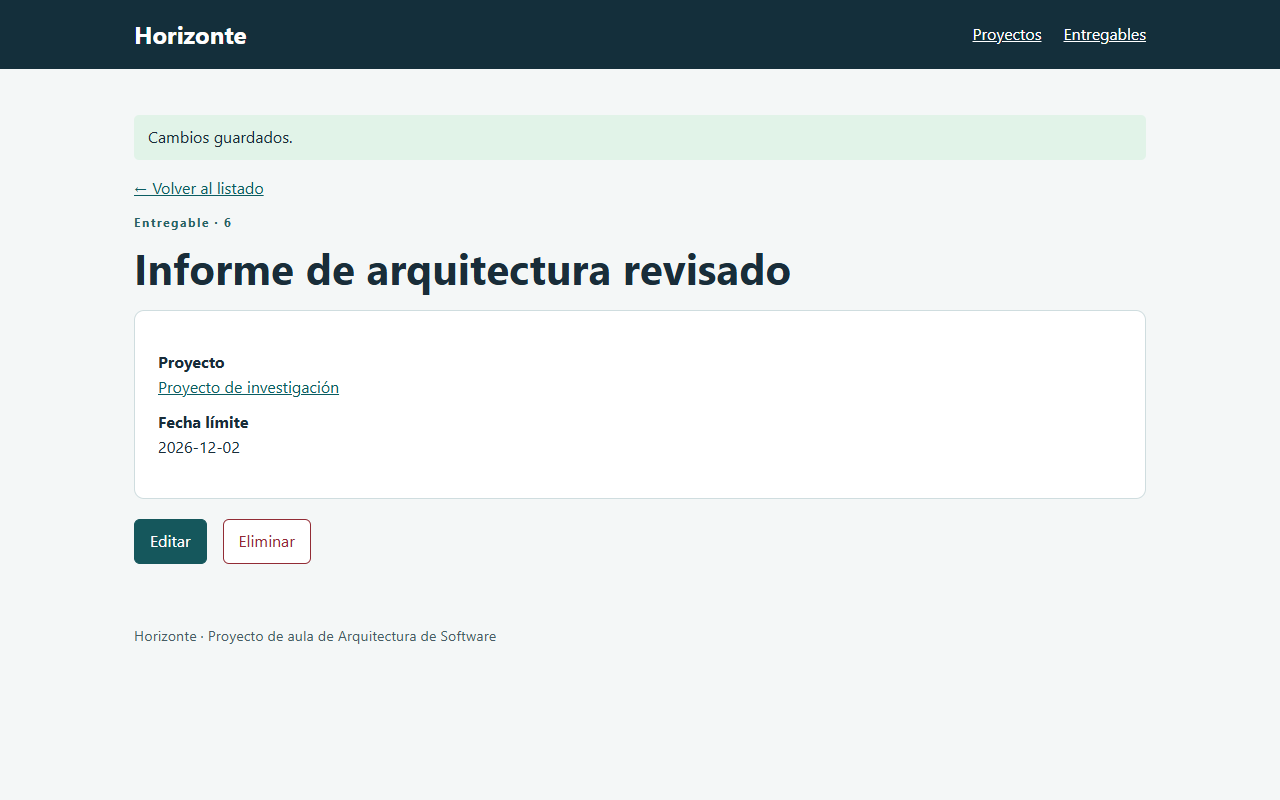 Horizonte
Proyectos Entregables
Cambios guardados.
← Volver al listado
Entregable · 6
Informe de arquitectura revisado
Proyecto
Proyecto de investigación
Fecha límite
2026-12-02
Editar Eliminar
Horizonte · Proyecto de aula de Arquitectura de Software